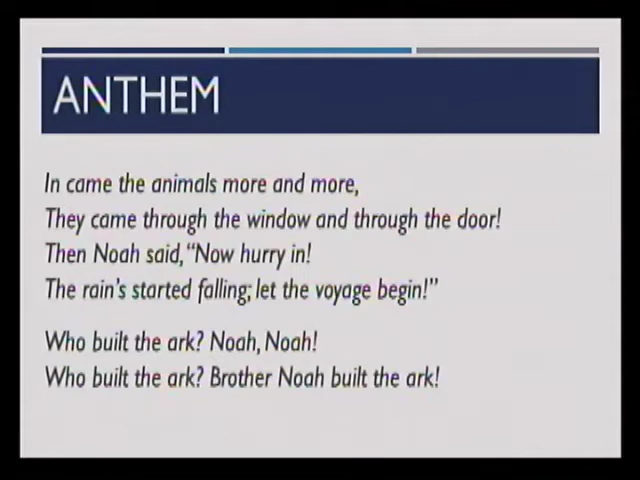 ANTHEM
In came the animals more and more,
They came through the window and through the door!
Then Noah said, “Now hurry in!
The rain's started falling; let the voyage begin!”
Who built the ark? Noah, Noah!
Who built the ark? Brother Noah built the ark!